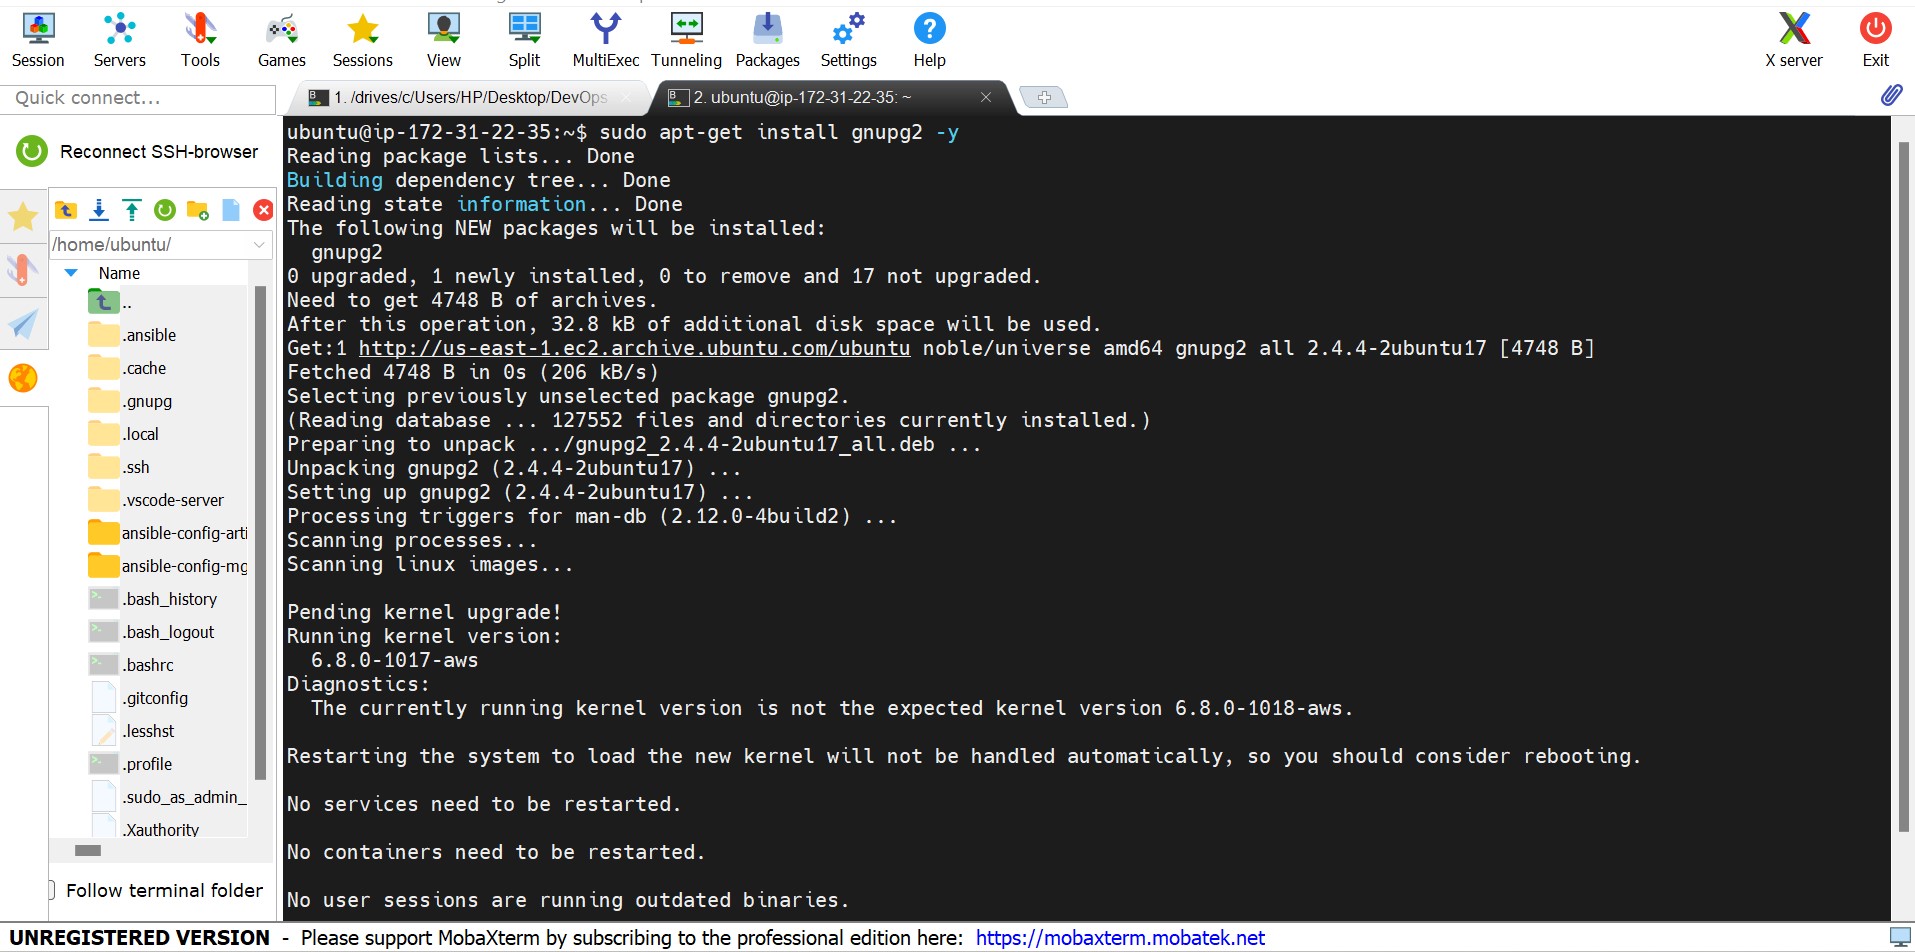 Session
Servers
Tools
Games
Sessions
View
Split
MultiExec
Tunneling
Packages
Settings
Help
X server
Exit
Quick connect...
1. /drives/c/Users/HP/Desktop/DevOps
2. ubuntu@ip-172-31-22-35: ~
Reconnect SSH-browser
/home/ubuntu/
Name
..
.ansible
.cache
.gnupg
.local
.ssh
.vscode-server
ansible-config-arti
ansible-config-mg
.bash_history
.bash_logout
.bashrc
.gitconfig
.lesshst
.profile
.sudo_as_admin_
.Xauthority
Follow terminal folder
ubuntu@ip-172-31-22-35:~$ sudo apt-get install gnupg2 -y
Reading package lists... Done
Building dependency tree... Done
Reading state information... Done
The following NEW packages will be installed:
  gnupg2
0 upgraded, 1 newly installed, 0 to remove and 17 not upgraded.
Need to get 4748 B of archives.
After this operation, 32.8 kB of additional disk space will be used.
Get:1 http://us-east-1.ec2.archive.ubuntu.com/ubuntu noble/universe amd64 gnupg2 all 2.4.4-2ubuntu17 [4748 B]
Fetched 4748 B in 0s (206 kB/s)
Selecting previously unselected package gnupg2.
(Reading database ... 127552 files and directories currently installed.)
Preparing to unpack .../gnupg2_2.4.4-2ubuntu17_all.deb ...
Unpacking gnupg2 (2.4.4-2ubuntu17) ...
Setting up gnupg2 (2.4.4-2ubuntu17) ...
Processing triggers for man-db (2.12.0-4build2) ...
Scanning processes...
Scanning linux images...
Pending kernel upgrade!
Running kernel version:
  6.8.0-1017-aws
Diagnostics:
  The currently running kernel version is not the expected kernel version 6.8.0-1018-aws.
Restarting the system to load the new kernel will not be handled automatically, so you should consider rebooting.
No services need to be restarted.
No containers need to be restarted.
No user sessions are running outdated binaries.
UNREGISTERED VERSION - Please support MobaXterm by subscribing to the professional edition here: https://mobaxterm.mobatek.net